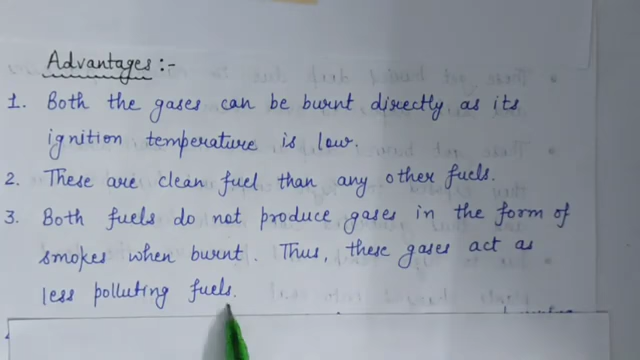 Advantages :-
1. Both the gases can be burnt directly as its
ignition temperature is low.
2. These are clean fuel than any other fuels.
3. Both fuels do not produce gases in the form of
smokes when burnt. Thus, these gases act as
less polluting fuels.